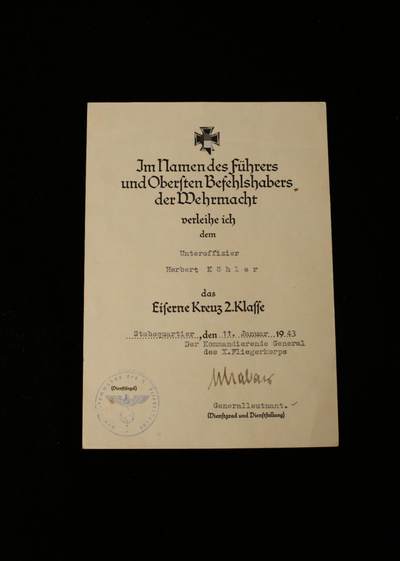 Im Namen des Führers
und Obersten Befehlshabers
der Wehrmacht
verleihe ich
dem
Unteroffizier
Herbert Köhler
das
Eiserne Kreuz 2.Klasse
Stabsquartier, den 11. Januar 1943
Der Kommandierende General
des X.Fliegerkorps
Generalleutnant.
(Dienstsiegel)
(Dienstgrad und Dienststellung)